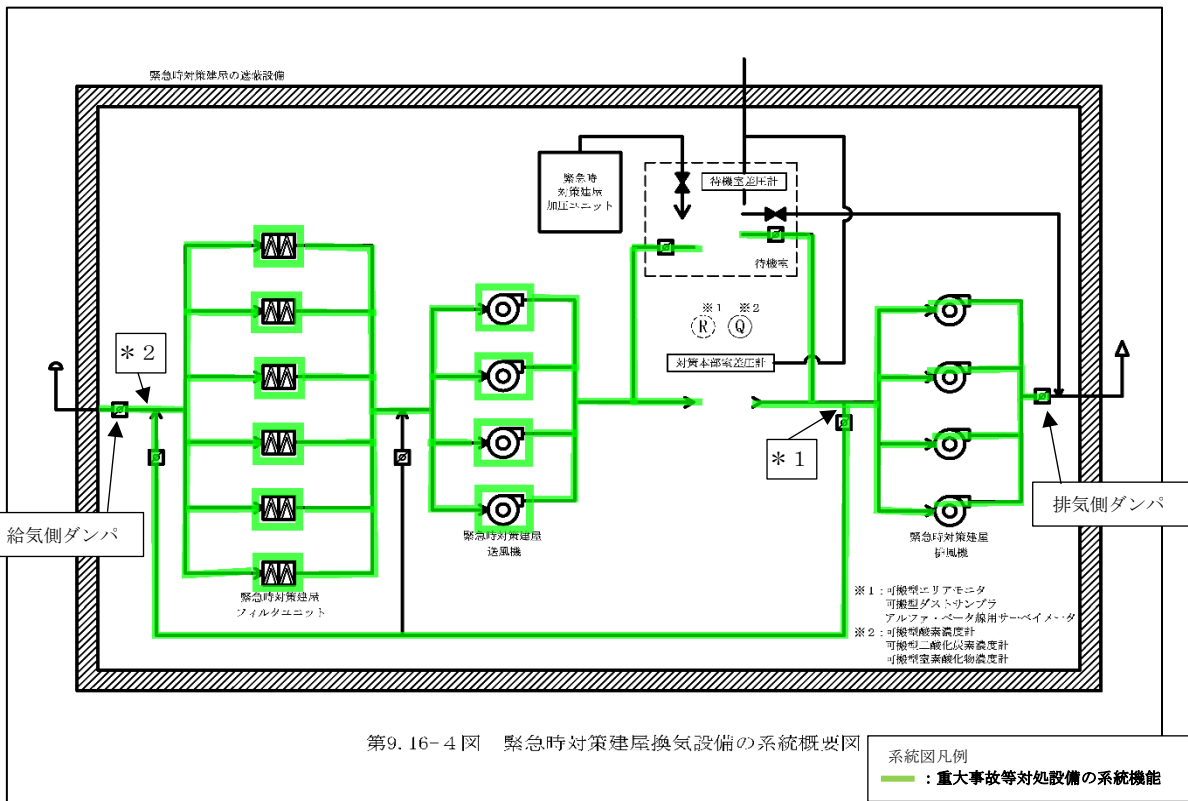 緊急時対策建屋の遮蔽設備
緊急時
対策建屋
加圧ユニット
待機室差圧計
待機室
※1 ※2
R Q
対策本部室差圧計
＊2
＊1
給気側ダンパ
排気側ダンパ
緊急時対策建屋
フィルタユニット
緊急時対策建屋
送風機
緊急時対策建屋
排風機
※1：可搬型エリアモニタ
可搬型ダストサンプラ
アルファ・ベータ線用サーベイメータ
※2：可搬型酸素濃度計
可搬型二酸化炭素濃度計
可搬型窒素酸化物濃度計
第9.16-4図 緊急時対策建屋換気設備の系統概要図
系統図凡例
：重大事故等対処設備の系統機能